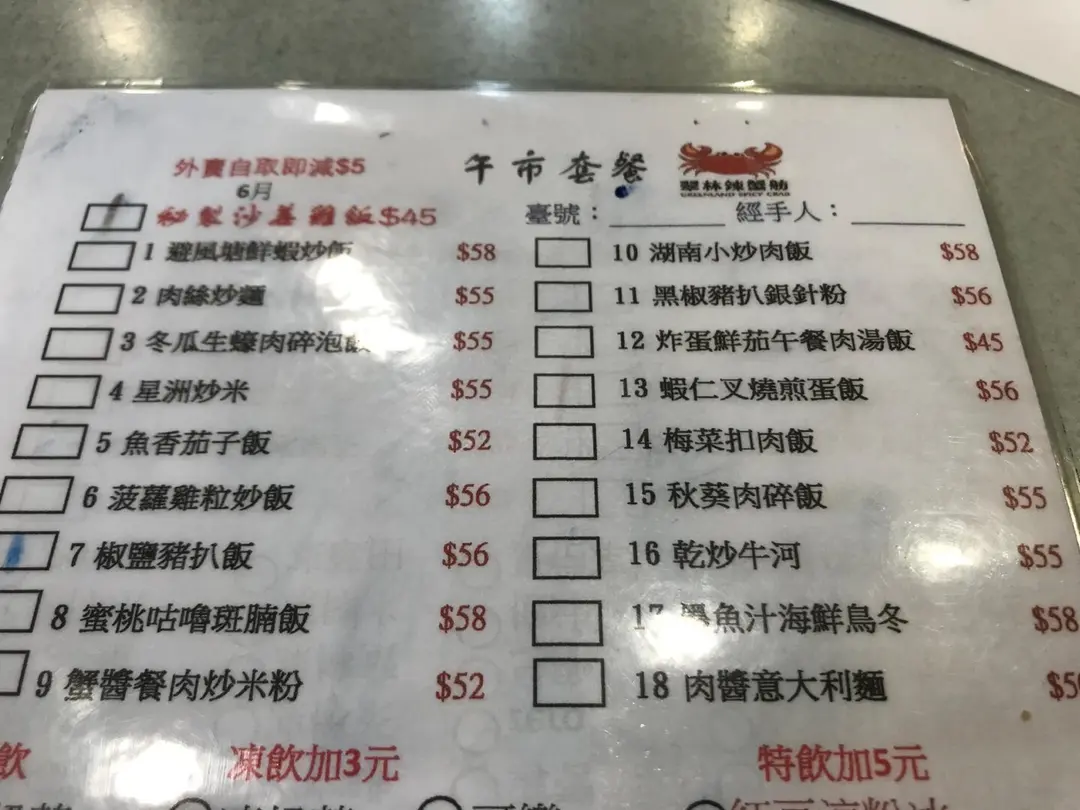 外賣自取即減$5
午市套餐
翠林辣蟹舫
GREENLAND SPICY CRAB
6月
秘製沙薑雞飯$45
臺號：
經手人：
1 避風塘鮮蝦炒飯 $58
2 肉絲炒麵 $55
3 冬瓜生蠔肉碎泡飯 $55
4 星洲炒米 $55
5 魚香茄子飯 $52
6 菠蘿雞粒妙飯 $56
7 椒鹽豬扒飯 $56
8 蜜桃咕嚕斑腩飯 $58
9 蟹醬餐肉炒米粉 $52
10 湖南小炒肉飯 $58
11 黑椒豬扒銀針粉 $56
12 炸蛋鮮茄午餐肉湯飯 $45
13 蝦仁叉燒煎蛋飯 $56
14 梅菜扣肉飯 $52
15 秋葵肉碎飯 $55
16 乾炒牛河 $55
17 墨魚汁海鮮烏冬 $58
18 肉醬意大利麵
飲
凍飲加3元
特飲加5元